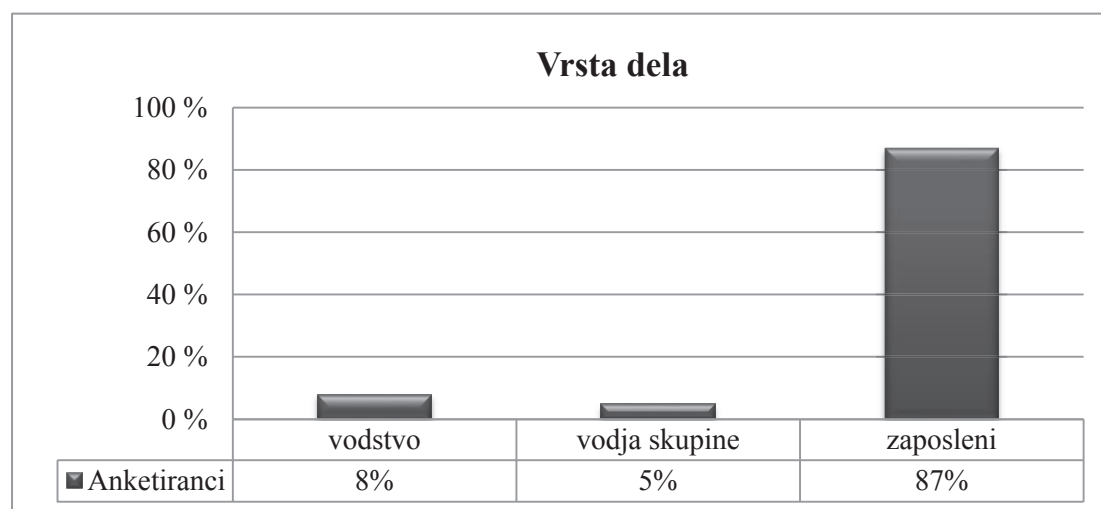 Vrsta dela
100 %
80 %
60 %
40 %
20 %
0 %
vodstvo vodja skupine zaposleni
Anketiranci 8% 5% 87%